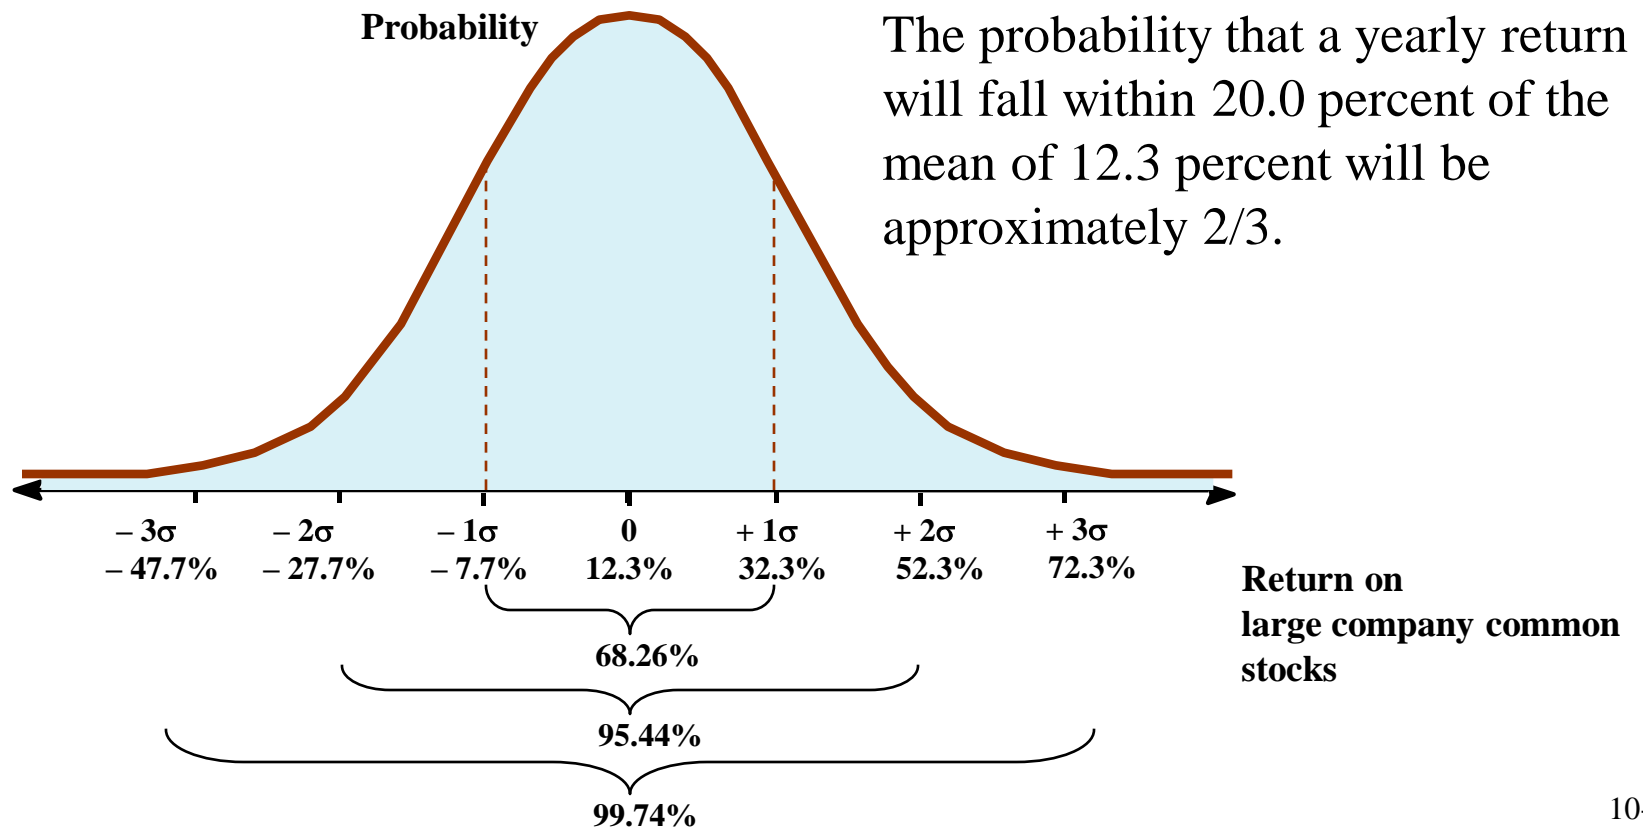 Probability
The probability that a yearly return
will fall within 20.0 percent of the
mean of 12.3 percent will be
approximately 2/3.
– 3σ – 2σ – 1σ 0 + 1σ + 2σ + 3σ
– 47.7% – 27.7% – 7.7% 12.3% 32.3% 52.3% 72.3%
Return on
large company common
stocks
68.26%
95.44%
99.74%
10-